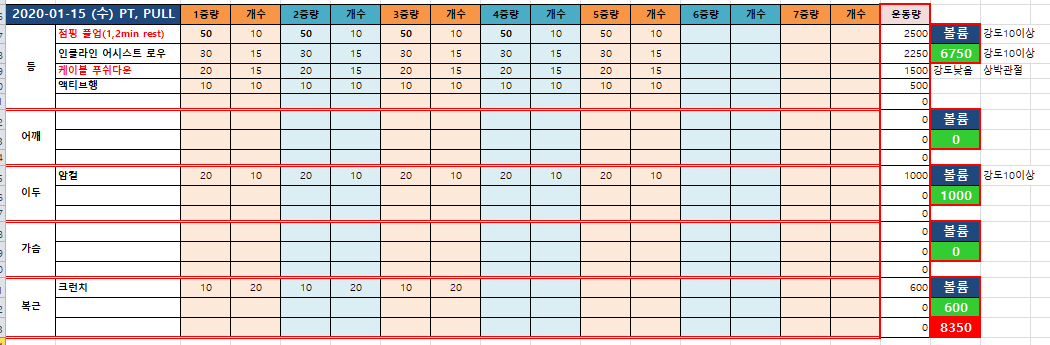 2020-01-15 (수) PT, PULL 1중량 개수 2중량 개수 3중량 개수 4중량 개수 5중량 개수 6중량 개수 7중량 개수 운동량
등 점핑 풀업(1,2min rest) 50 10 50 10 50 10 50 10 50 10 2500 볼륨 강도10이상
인클라인 어시스트 로우 30 15 30 15 30 15 30 15 30 15 2250 6750 강도10이상
케이블 푸쉬다운 20 15 20 15 20 15 20 15 20 15 1500 강도낮음 상박관절
액티브행 10 10 10 10 10 10 10 10 10 10 500
0
어깨 0 볼륨
0 0
0
이두 암컬 20 10 20 10 20 10 20 10 20 10 1000 볼륨 강도10이상
0 1000
0
가슴 0 볼륨
0 0
0
복근 크런치 10 20 10 20 10 20 600 볼륨
0 600
0 8350